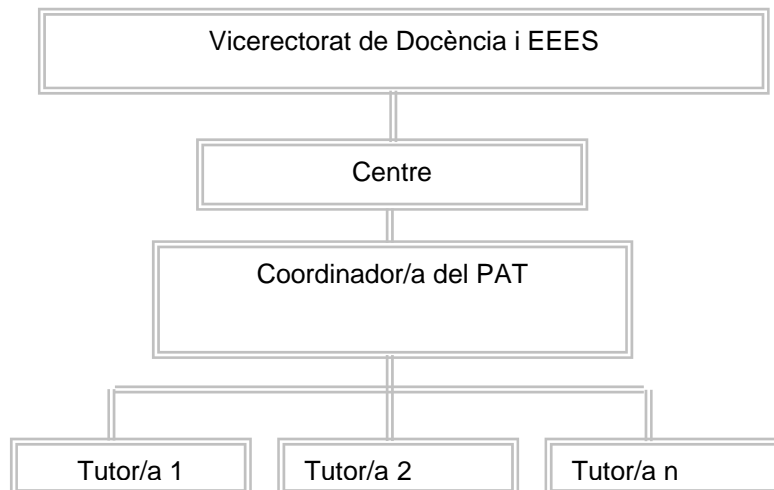 Vicerectorat de Docència i EEES
Centre
Coordinador/a del PAT
Tutor/a 1
Tutor/a 2
Tutor/a n